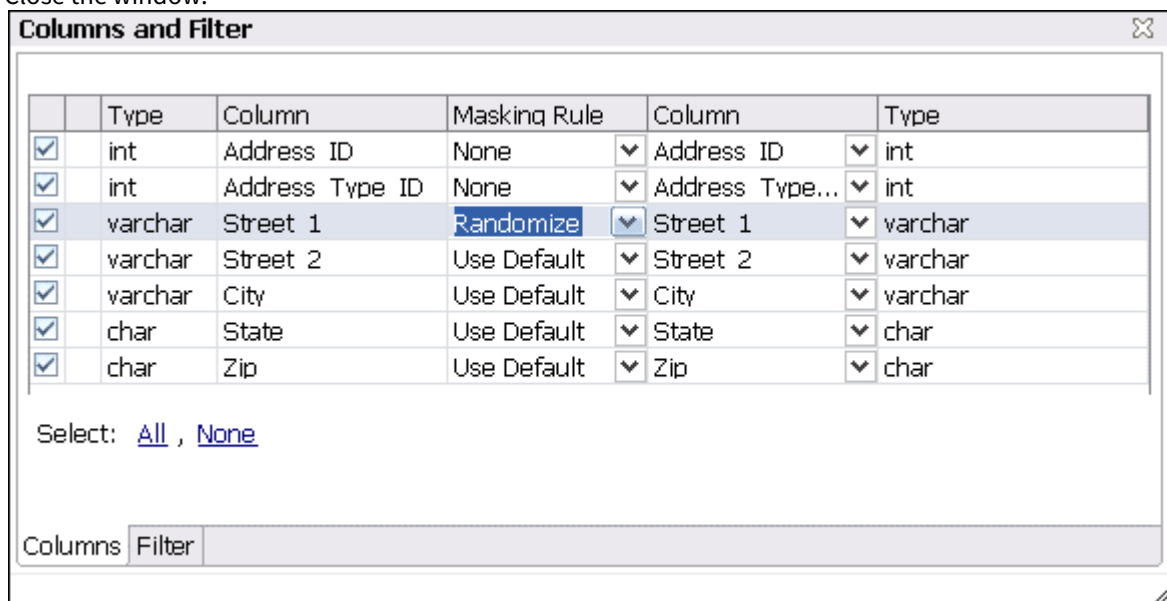 Close the window.
Columns and Filter
Type Column Masking Rule Column Type
int Address ID None Address ID int
int Address Type ID None Address Type... int
varchar Street 1 Randomize Street 1 varchar
varchar Street 2 Use Default Street 2 varchar
varchar City Use Default City varchar
char State Use Default State char
char Zip Use Default Zip char
Select: All , None
Columns Filter